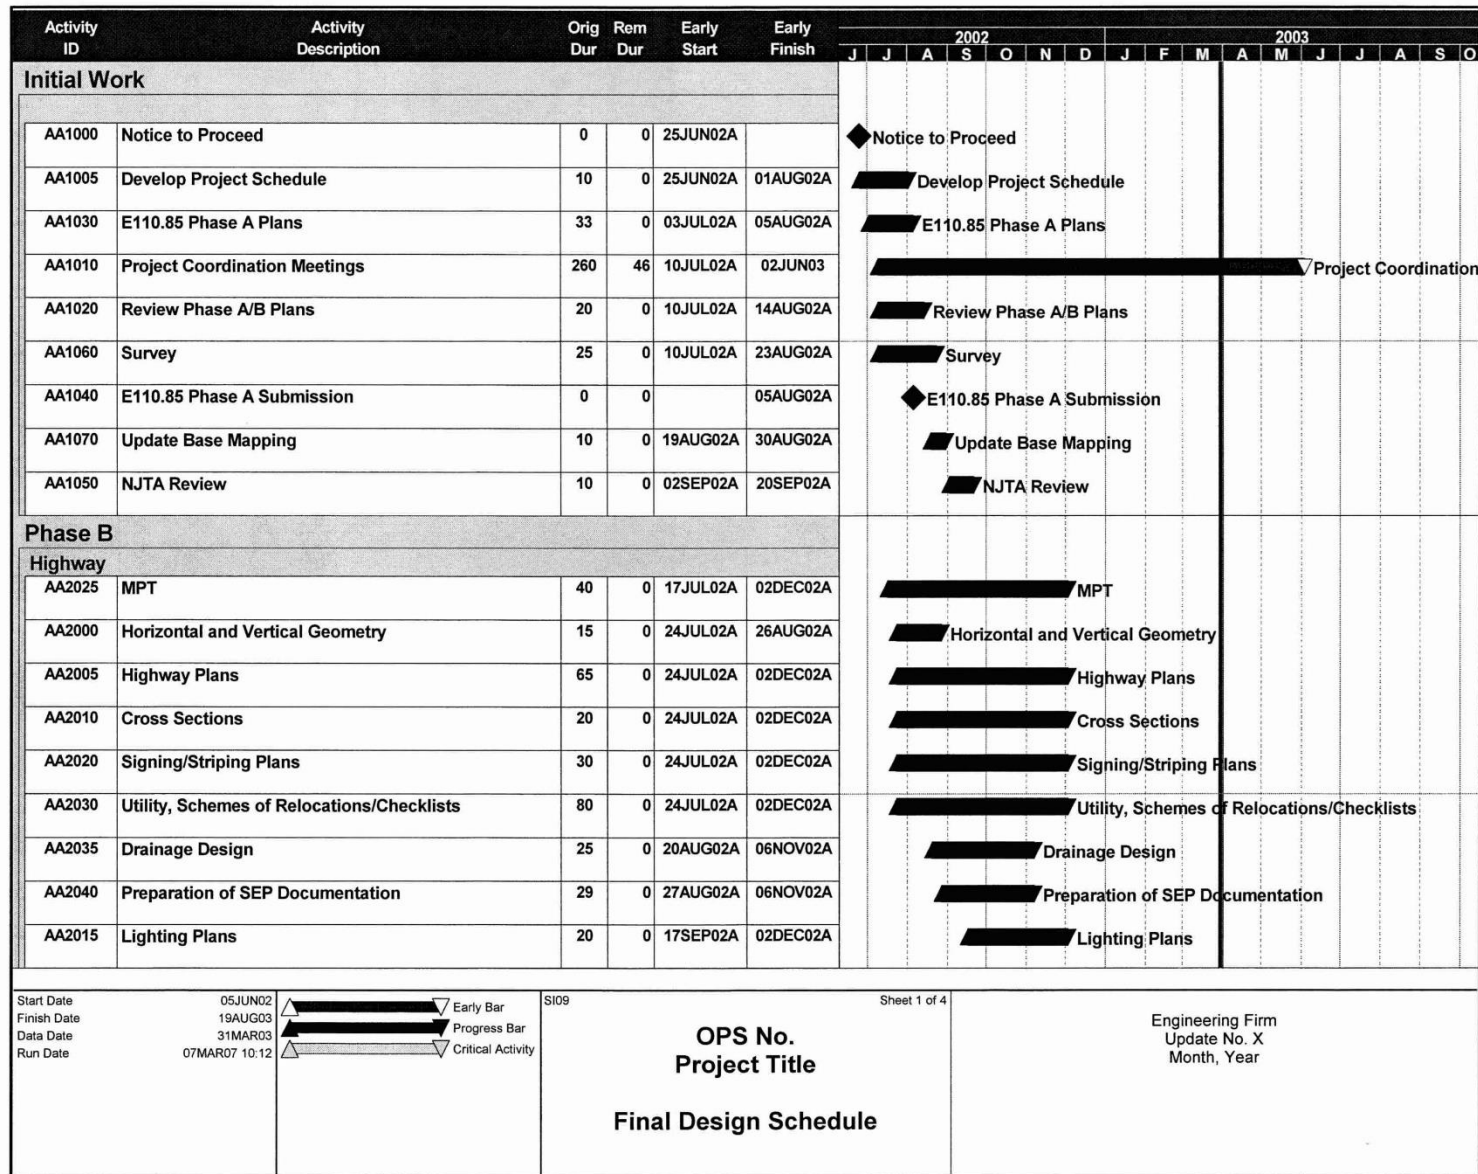 Activity Activity Orig Rem Early Early
ID Description Dur Dur Start Finish
2002 2003
J J A S O N D J F M A M J J A S O
Initial Work
AA1000 Notice to Proceed 0 0 25JUN02A Notice to Proceed
AA1005 Develop Project Schedule 10 0 25JUN02A 01AUG02A Develop Project Schedule
AA1030 E110.85 Phase A Plans 33 0 03JUL02A 05AUG02A E110.85 Phase A Plans
AA1010 Project Coordination Meetings 260 46 10JUL02A 02JUN03 Project Coordination
AA1020 Review Phase A/B Plans 20 0 10JUL02A 14AUG02A Review Phase A/B Plans
AA1060 Survey 25 0 10JUL02A 23AUG02A Survey
AA1040 E110.85 Phase A Submission 0 0 05AUG02A E110.85 Phase A Submission
AA1070 Update Base Mapping 10 0 19AUG02A 30AUG02A Update Base Mapping
AA1050 NJTA Review 10 0 02SEP02A 20SEP02A NJTA Review
Phase B
Highway
AA2025 MPT 40 0 17JUL02A 02DEC02A MPT
AA2000 Horizontal and Vertical Geometry 15 0 24JUL02A 26AUG02A Horizontal and Vertical Geometry
AA2005 Highway Plans 65 0 24JUL02A 02DEC02A Highway Plans
AA2010 Cross Sections 20 0 24JUL02A 02DEC02A Cross Sections
AA2020 Signing/Striping Plans 30 0 24JUL02A 02DEC02A Signing/Striping Plans
AA2030 Utility, Schemes of Relocations/Checklists 80 0 24JUL02A 02DEC02A Utility, Schemes of Relocations/Checklists
AA2035 Drainage Design 25 0 20AUG02A 06NOV02A Drainage Design
AA2040 Preparation of SEP Documentation 29 0 27AUG02A 06NOV02A Preparation of SEP Documentation
AA2015 Lighting Plans 20 0 17SEP02A 02DEC02A Lighting Plans
Start Date 05JUN02
Finish Date 19AUG03
Data Date 31MAR03
Run Date 07MAR07 10:12
Early Bar
Progress Bar
Critical Activity
SI09
Sheet 1 of 4
OPS No.
Project Title
Final Design Schedule
Engineering Firm
Update No. X
Month, Year